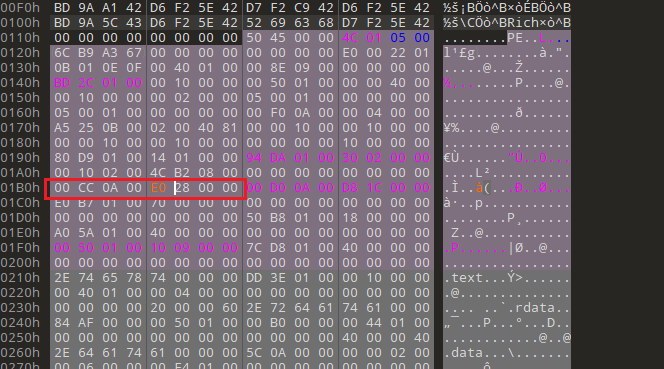 00F0h BD 9A A1 42 D6 F2 5E 42 D7 F2 C9 42 D6 F2 5E 42 ½š¡BÖò^B×òÉBÖò^B
0100h BD 9A 5C 43 D6 F2 5E 42 52 69 63 68 D7 F2 5E 42 ½š\CÖò^BRich×ò^B
0110h 00 00 00 00 00 00 00 00 50 45 00 00 4C 01 05 00 ........PE..L...
0120h 6C B9 A3 67 00 00 00 00 00 00 00 00 E0 00 22 01 l¹£g........à.".
0130h 0B 01 0E 0F 00 40 01 00 00 8E 09 00 00 00 00 00 .....@...Ž......
0140h BD 01 00 00 10 00 00 00 50 01 00 00 00 40 00 .........P....@.
0150h 00 10 00 00 00 02 00 00 05 00 01 00 00 00 00 00 ................
0160h 05 00 01 00 00 00 00 00 00 F0 0A 00 00 04 00 00 .........ð......
0170h A5 25 0B 00 02 00 40 81 00 00 10 00 00 10 00 00 ¥%....@.........
0180h 00 00 10 00 00 10 00 00 00 00 00 00 10 00 00 00 ................
0190h 80 D9 01 00 14 01 00 00 DA 01 00 00 00 €Ù......
01A0h 00 10 02 00 4C B2 08 00 00 00 00 00 00 00 00 00 ....L²..........
01B0h 00 CC 0A 00 E0 28 00 00 00 D0 0A 00 1C 00 00 .Ì..à(...
01C0h E0 B7 01 00 70 00 00 00 00 00 00 00 00 00 00 00 à·..p...........
01D0h 00 00 00 00 00 00 00 00 50 B8 01 00 18 00 00 00 ........P¸......
01E0h A0 5A 01 00 40 00 00 00 00 00 00 00 00 00 00 00 Z..@...........
01F0h 00 50 01 00 10 00 00 7C D8 01 00 40 00 00 00 .P......|Ø..@...
0200h 00 00 00 00 00 00 00 00 00 00 00 00 00 00 00 00 ................
0210h 2E 74 65 78 74 00 00 00 DD 3E 01 00 00 10 00 00 .text...Ý>......
0220h 00 40 01 00 00 04 00 00 00 00 00 00 00 00 00 00 .@..............
0230h 00 00 00 00 20 00 00 60 2E 72 64 61 74 61 00 00 .... ..`.rdata..
0240h 84 AF 00 00 00 50 01 00 00 B0 00 00 00 44 01 00 „¯...P...°...D..
0250h 00 00 00 00 00 00 00 00 00 00 00 00 40 00 00 40 ............@..@
0260h 2E 64 61 74 61 00 00 00 5C 0A 00 00 00 00 02 00 .data...\.......
0270h 00 06 00 00 00 F4 01 00 00 00 00 00 00 00 00 00